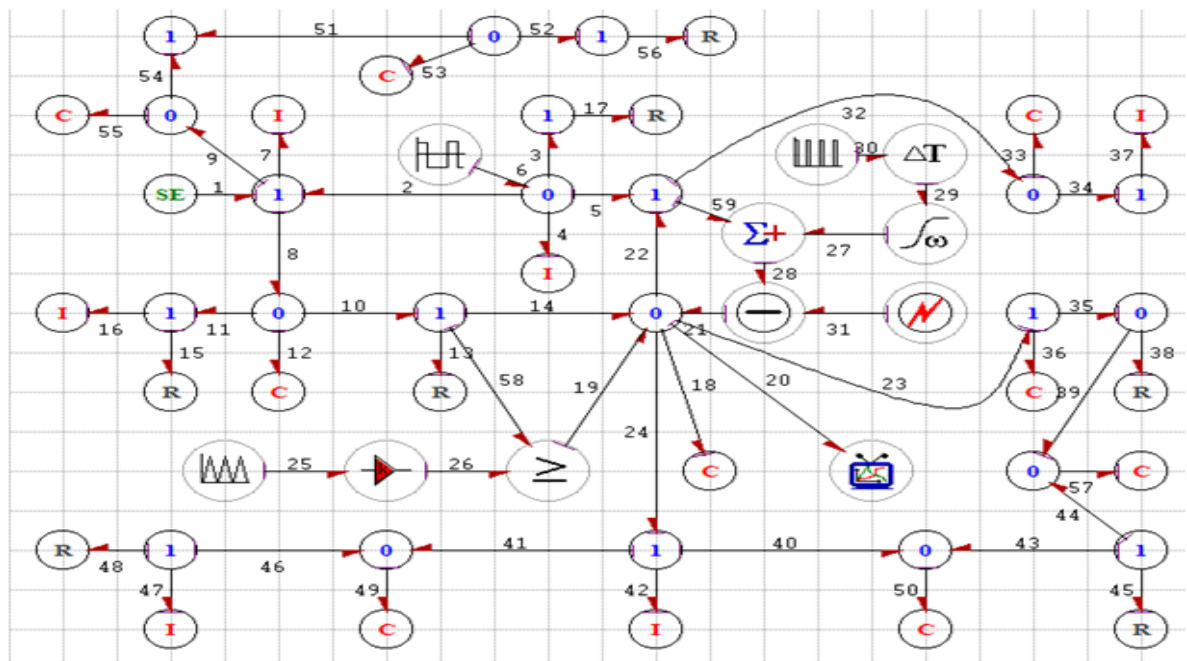 1 51 0 52 1 R
54 C 53 56
C 55 0 I 1 17 R 32 C I
9 7 3 30 ΔT 33 37
SE 1 1 2 6 0 5 1 59 29 0 34 1
4 Σ+ 27 ω
8 I 22 28
I 16 1 11 0 10 1 14 0 21 − 31 1 35 0
15 12 13 58 19 18 20 23 36 39 38
R C R C R
24
25 k 26 ≥ C 0 57 C
44
R 48 1 46 0 41 1 40 0 43 1
47 49 42 50 45
I C I C R